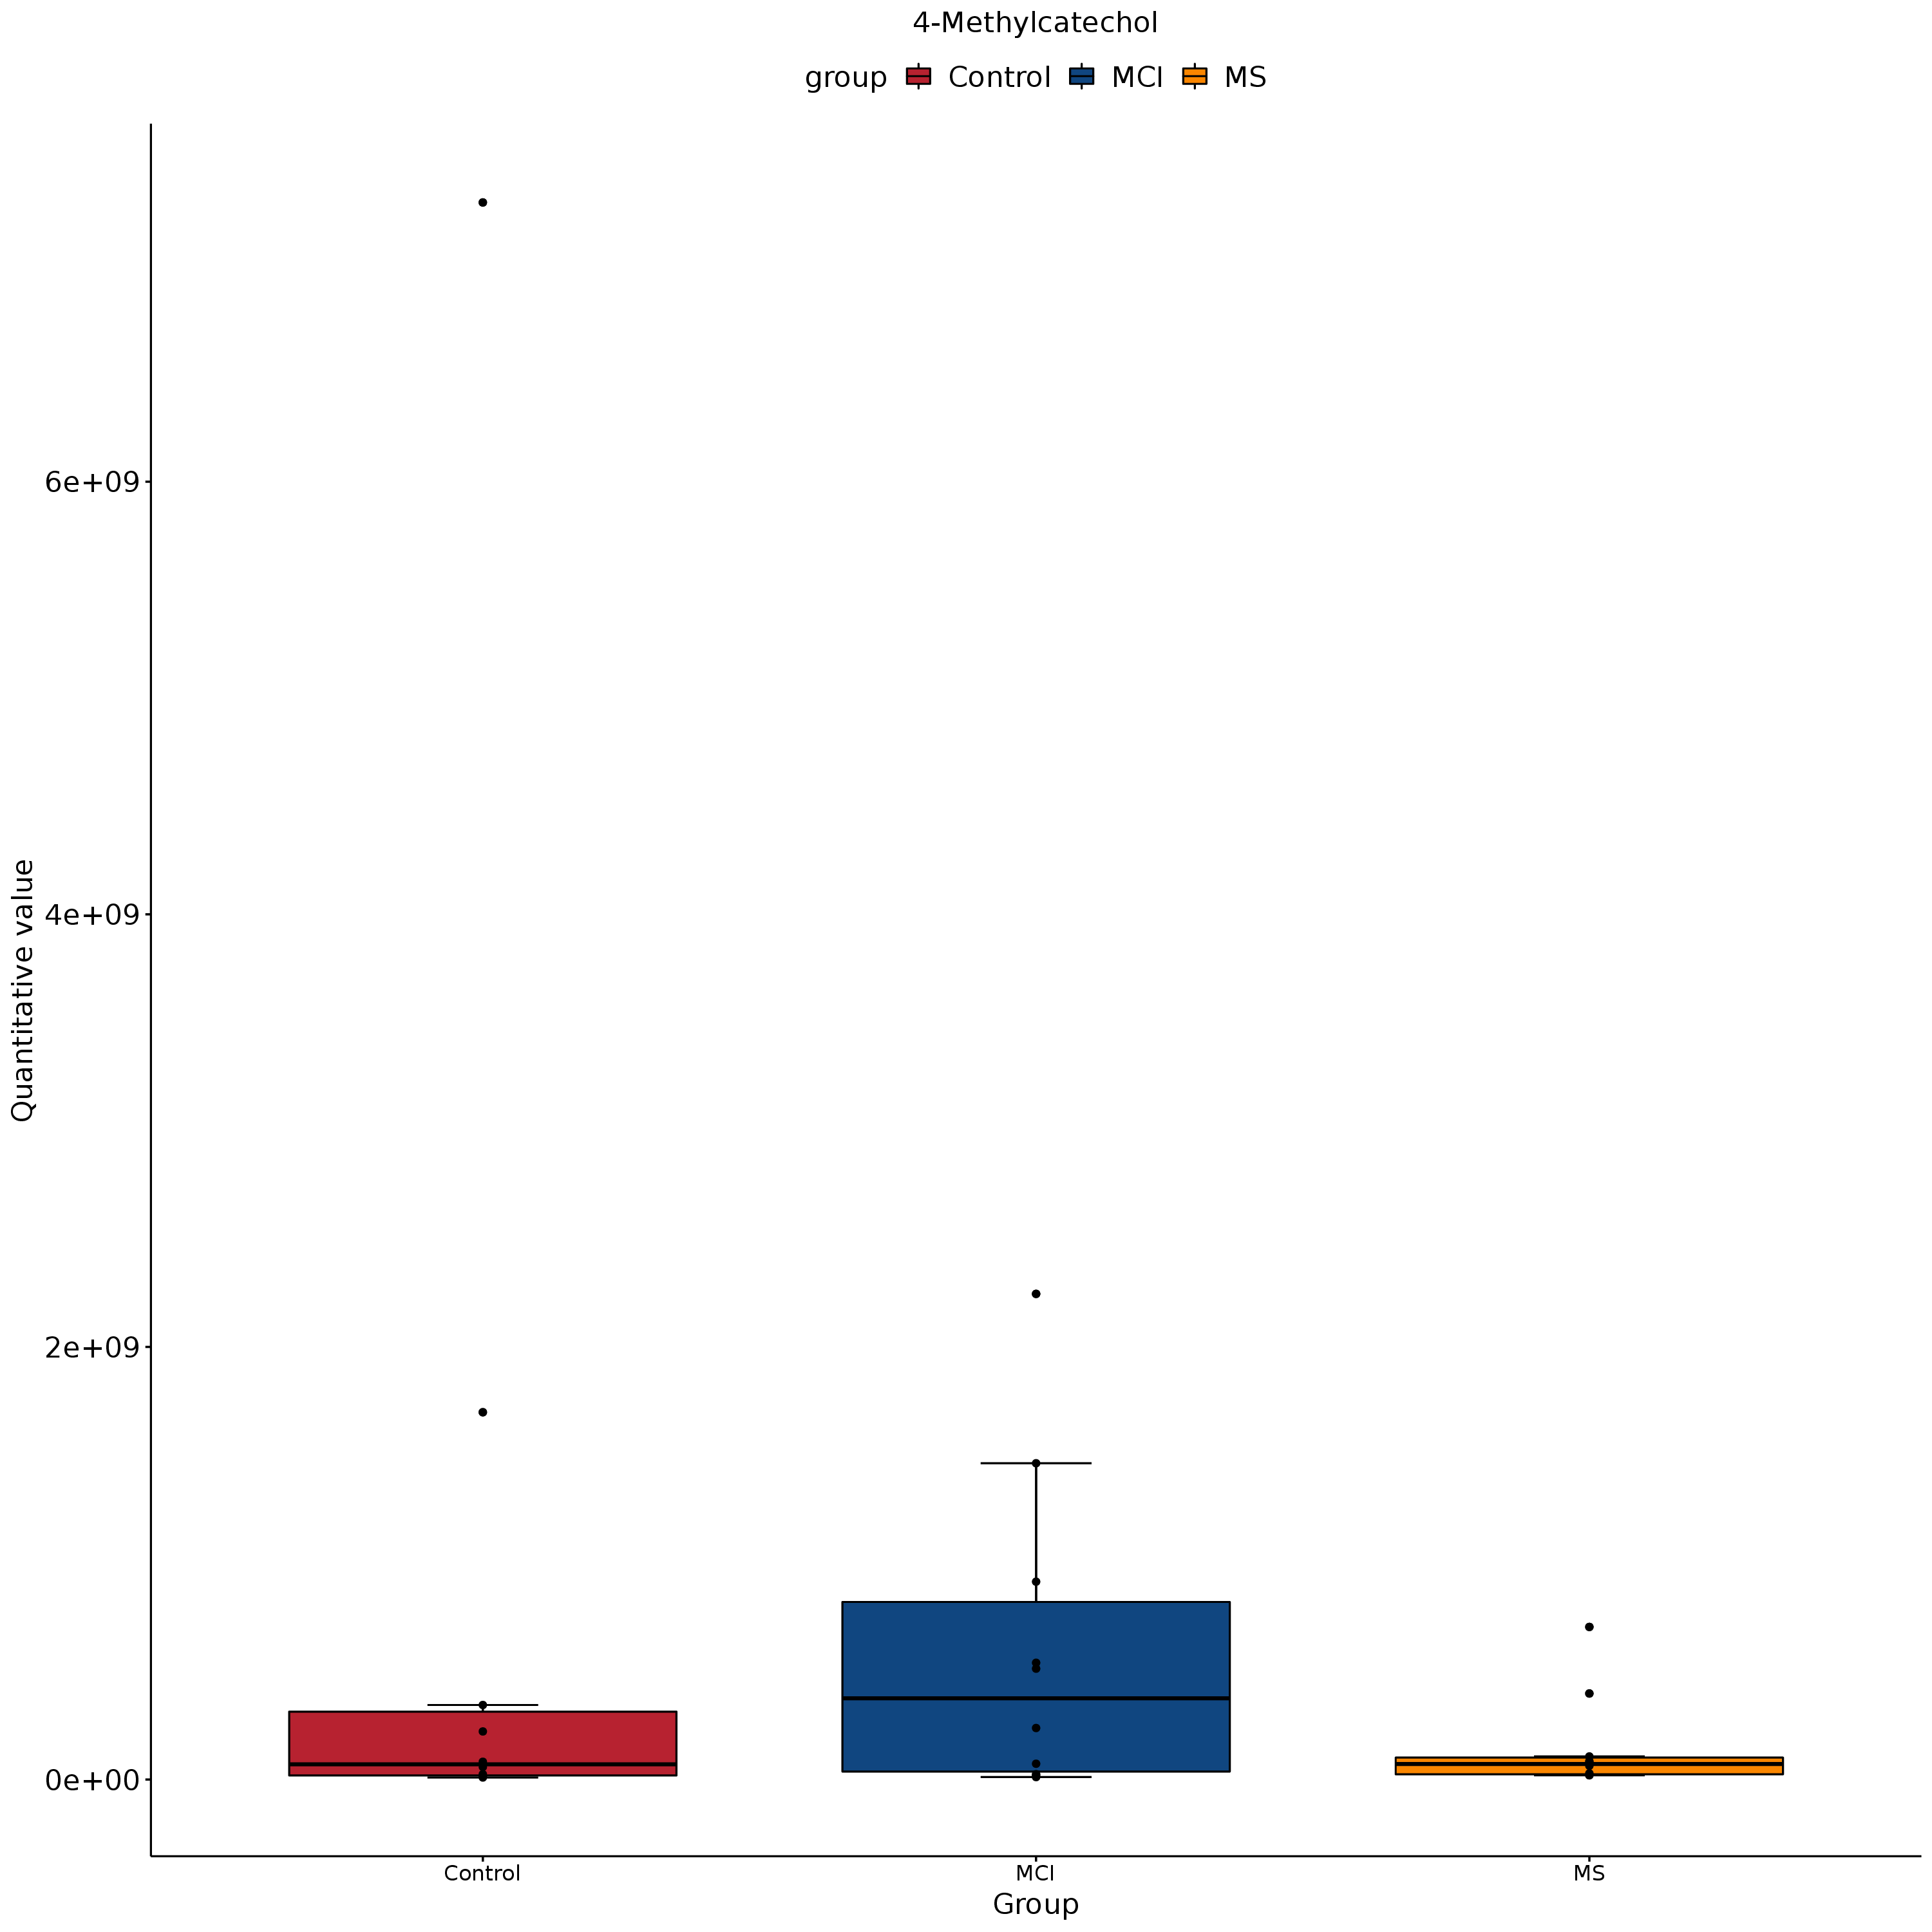 4-Methylcatechol
group Control MCI MS
Quantitative value
6e+09
4e+09
2e+09
0e+00
Control MCI MS
Group